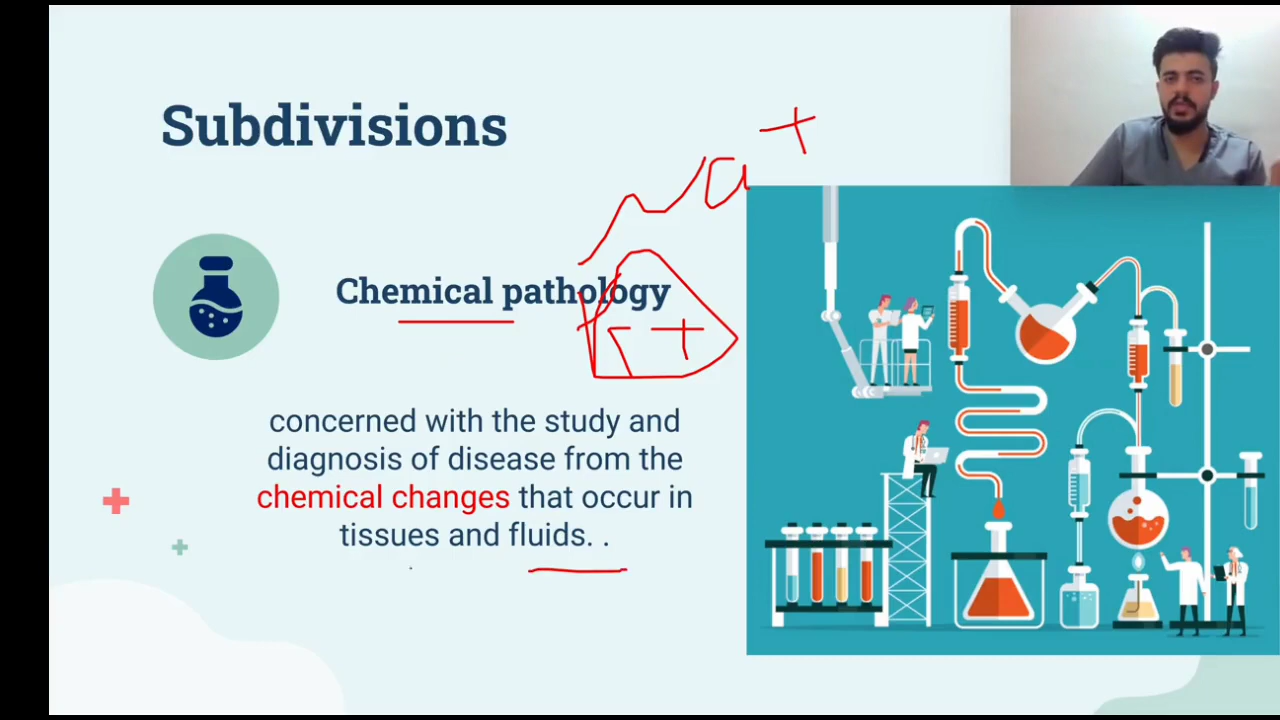 Subdivisions
Na+
Chemical pathology
K+
concerned with the study and
diagnosis of disease from the
chemical changes that occur in
tissues and fluids. .